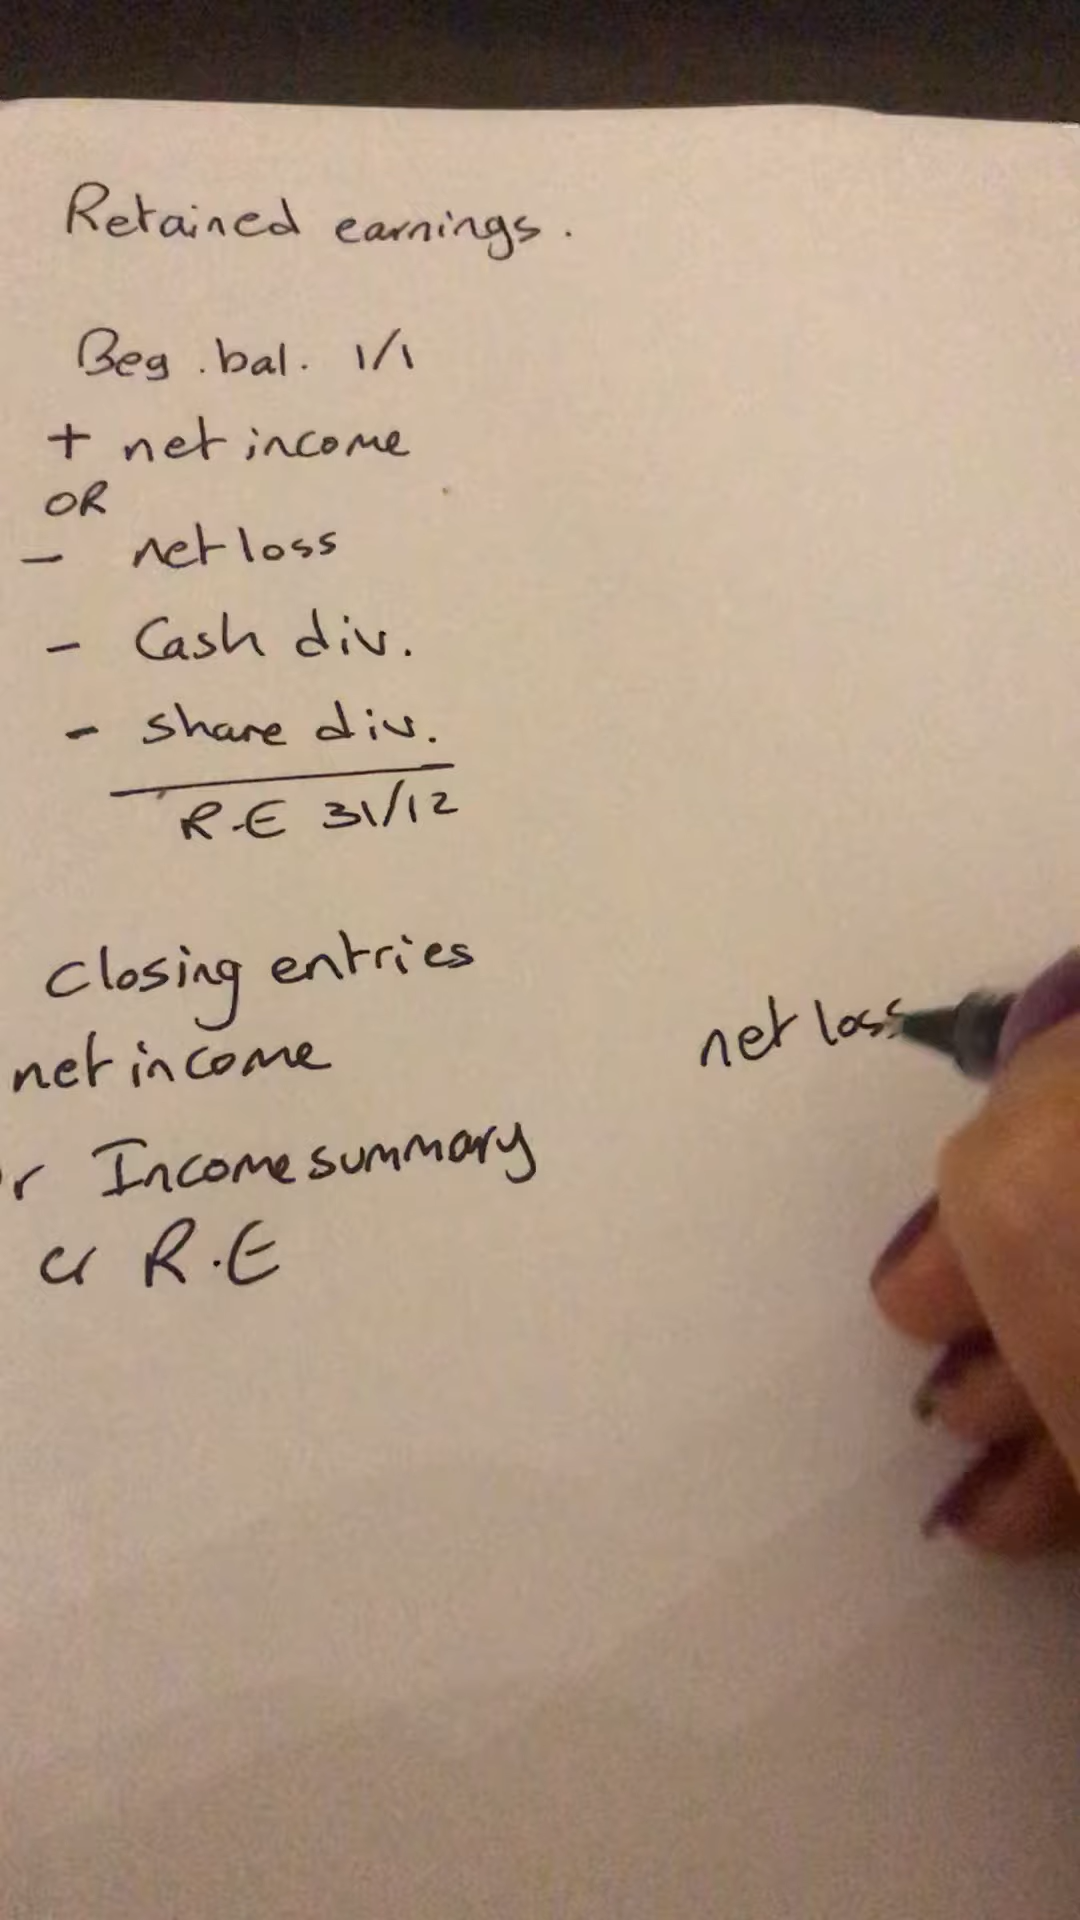 Retained earnings.
Beg. bal. 1/1
+ net income
OR
- net loss
- Cash div.
- share div.
R.E 31/12
Closing entries
net income
net loss
r Income summary
cr R.E